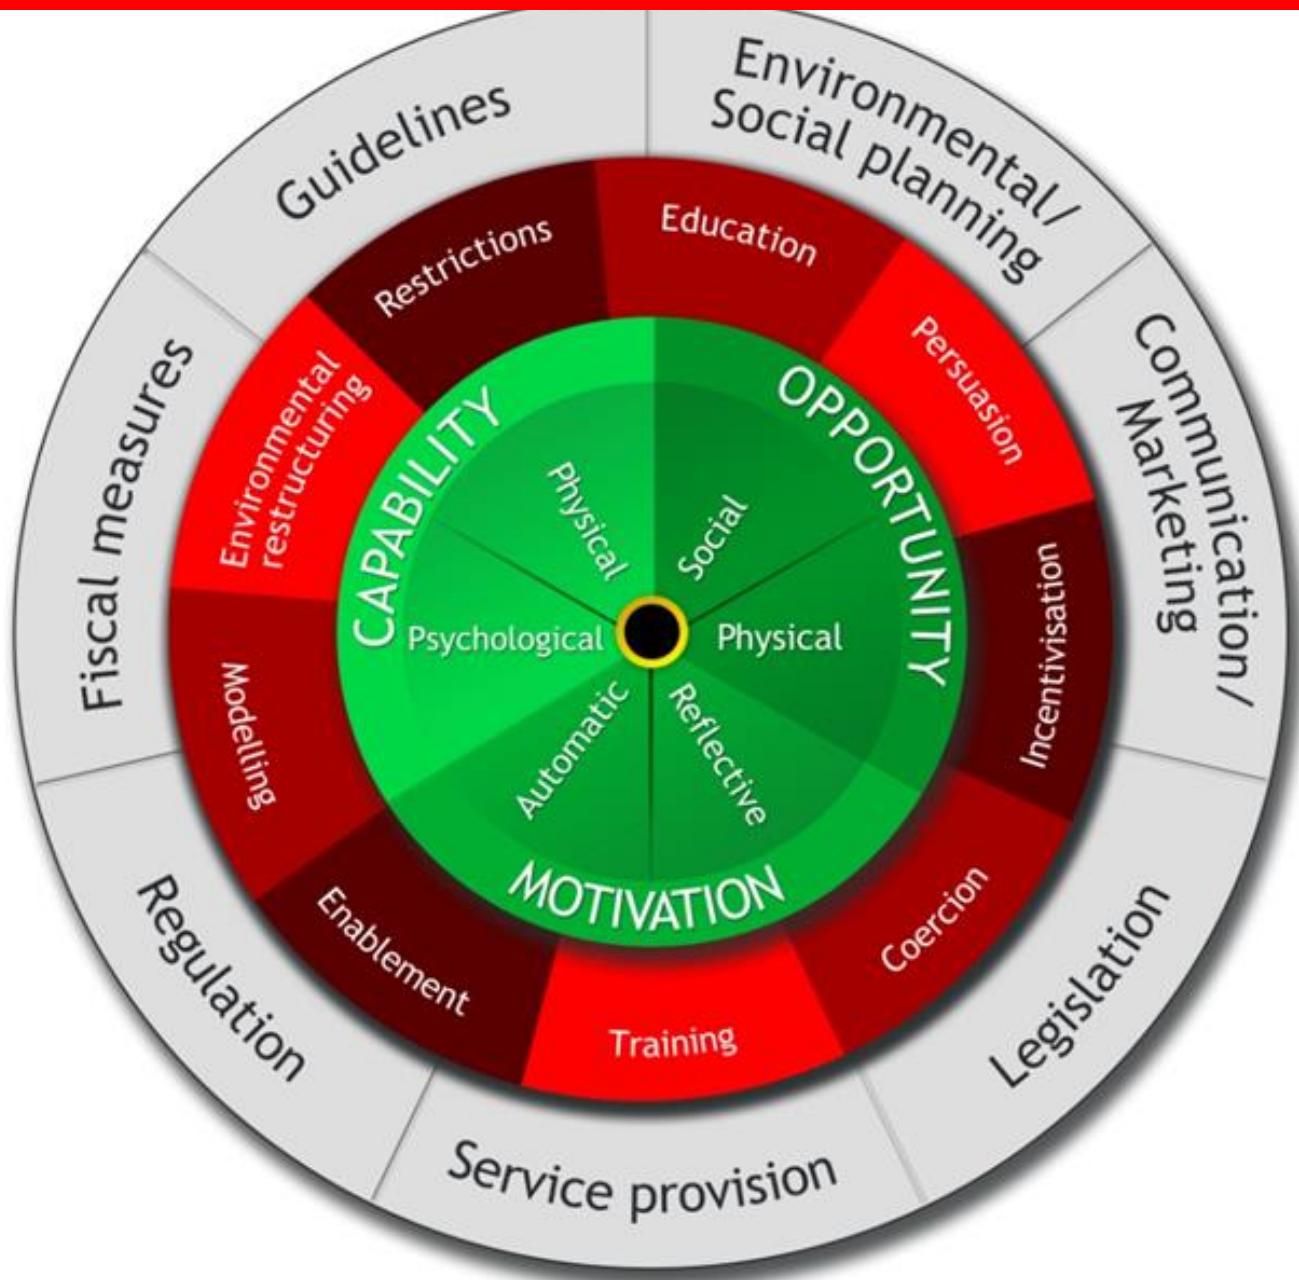 Guidelines
Environmental/
Social planning
Communication/
Marketing
Legislation
Service provision
Regulation
Fiscal measures
Restrictions
Education
Persuasion
Incentivisation
Coercion
Training
Enablement
Modelling
Environmental
restructuring
CAPABILITY
OPPORTUNITY
MOTIVATION
Physical
Social
Physical
Reflective
Automatic
Psychological